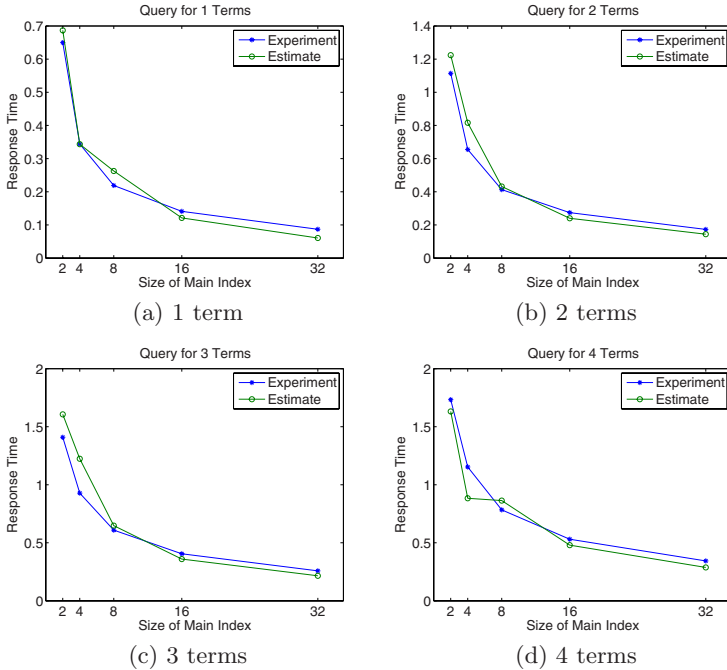 Query for 1 Terms
0.7
0.6
0.5
0.4
0.3
0.2
0.1
0
Response Time
Experiment
Estimate
2 4 8 16 32
Size of Main Index
(a) 1 term
Query for 2 Terms
1.4
1.2
1
0.8
0.6
0.4
0.2
0
Response Time
Experiment
Estimate
2 4 8 16 32
Size of Main Index
(b) 2 terms
Query for 3 Terms
2
1.5
1
0.5
0
Response Time
Experiment
Estimate
2 4 8 16 32
Size of Main Index
(c) 3 terms
Query for 4 Terms
2
1.5
1
0.5
0
Response Time
Experiment
Estimate
2 4 8 16 32
Size of Main Index
(d) 4 terms